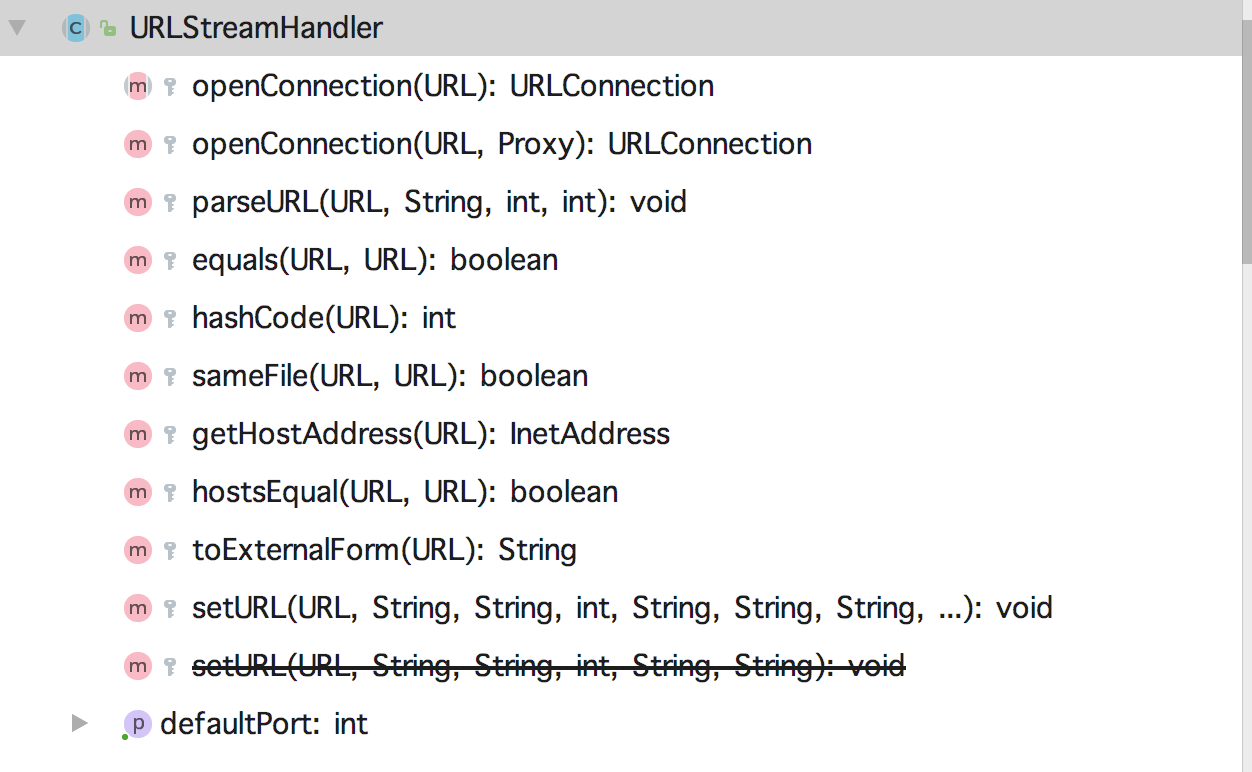 C URLStreamHandler
m openConnection(URL): URLConnection
m openConnection(URL, Proxy): URLConnection
m parseURL(URL, String, int, int): void
m equals(URL, URL): boolean
m hashCode(URL): int
m sameFile(URL, URL): boolean
m getHostAddress(URL): InetAddress
m hostsEqual(URL, URL): boolean
m toExternalForm(URL): String
m setURL(URL, String, String, int, String, String, String, ...): void
m setURL(URL, String, String, int, String, String): void
p defaultPort: int